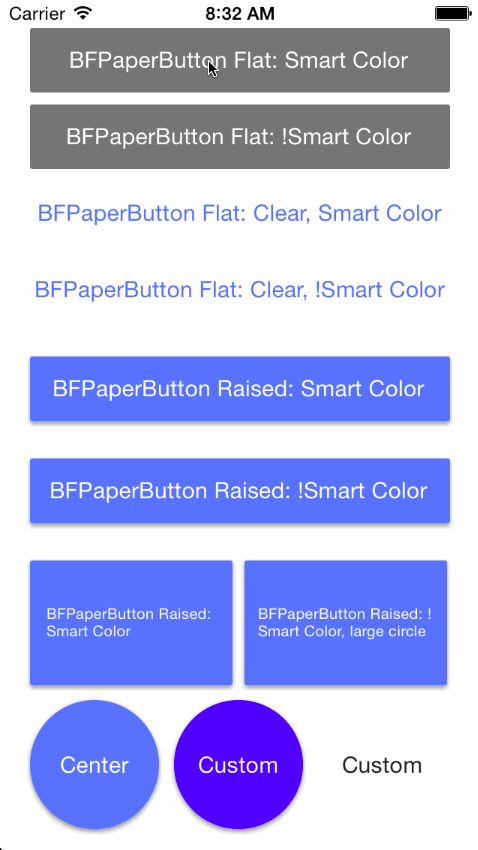 Carrier 8:32 AM
BFPaperButton Flat: Smart Color
BFPaperButton Flat: !Smart Color
BFPaperButton Flat: Clear, Smart Color
BFPaperButton Flat: Clear, !Smart Color
BFPaperButton Raised: Smart Color
BFPaperButton Raised: !Smart Color
BFPaperButton Raised:
Smart Color
BFPaperButton Raised: !
Smart Color, large circle
Center
Custom
Custom